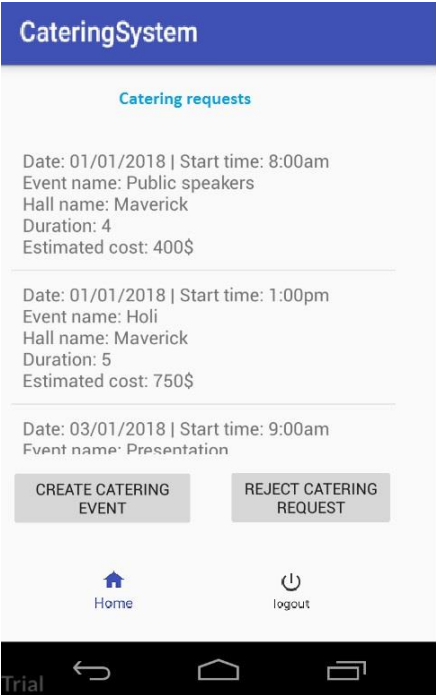 CateringSystem
Catering requests
Date: 01/01/2018 | Start time: 8:00am
Event name: Public speakers
Hall name: Maverick
Duration: 4
Estimated cost: 400$
Date: 01/01/2018 | Start time: 1:00pm
Event name: Holi
Hall name: Maverick
Duration: 5
Estimated cost: 750$
Date: 03/01/2018 | Start time: 9:00am
Event name: Presentation
CREATE CATERING
EVENT
REJECT CATERING
REQUEST
Home
logout
Trial